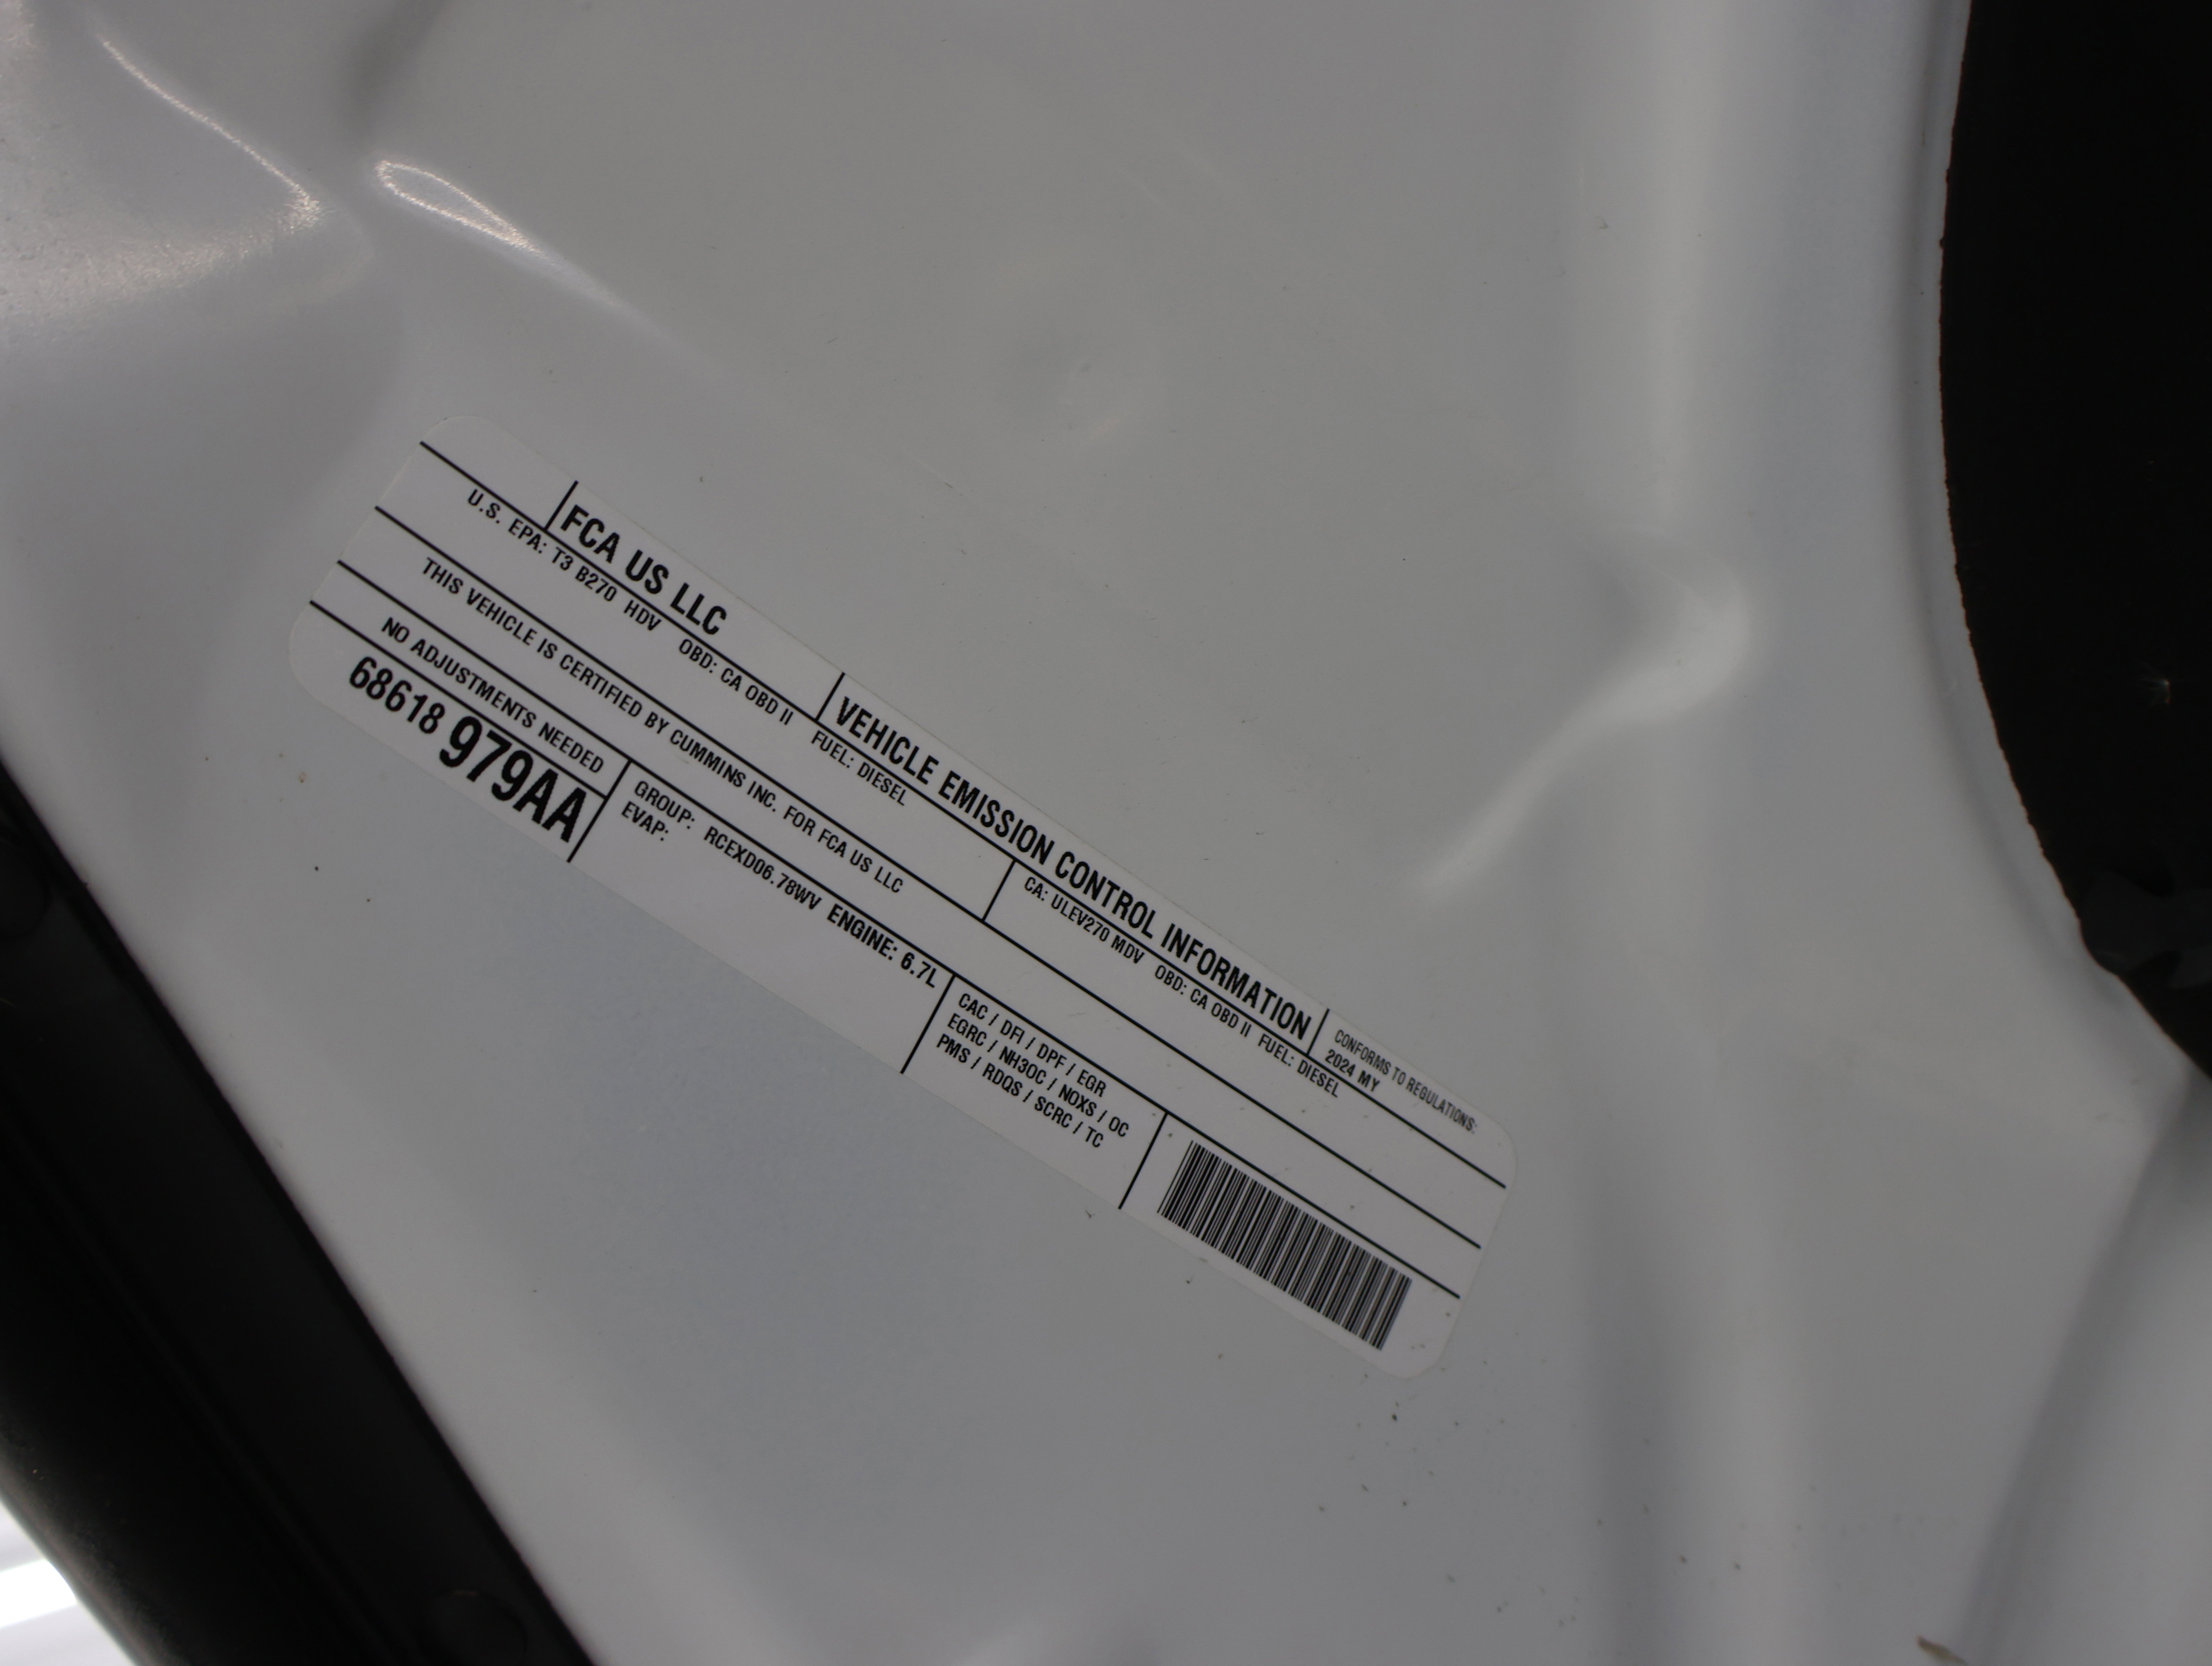 FCA US LLC
VEHICLE EMISSION CONTROL INFORMATION
CONFORMS TO REGULATIONS:
2024 MY
U.S. EPA: T3 B270 HDV OBD: CA OBD II FUEL: DIESEL
CA: ULEV270 MDV OBD: CA OBD II FUEL: DIESEL
THIS VEHICLE IS CERTIFIED BY CUMMINS INC. FOR FCA US LLC
NO ADJUSTMENTS NEEDED
68618 979AA
GROUP: RCEXD06.78WV ENGINE: 6.7L
EVAP:
CAC / DFI / DPF / EGR
EGRC / NH3OC / NOXS / OC
PMS / RDQS / SCRC / TC